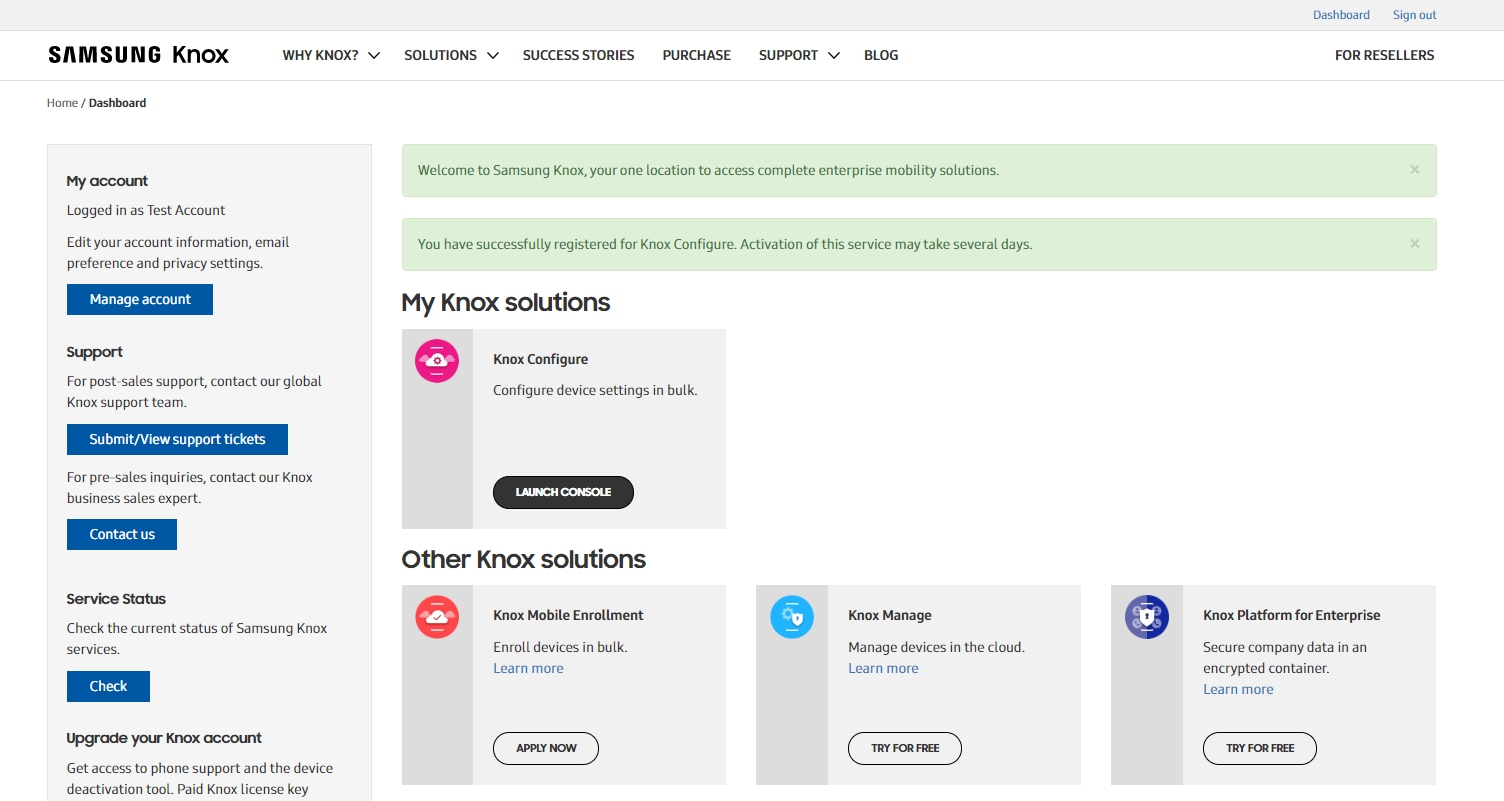 Dashboard Sign out
SAMSUNG Knox WHY KNOX? SOLUTIONS SUCCESS STORIES PURCHASE SUPPORT BLOG FOR RESELLERS
Home / Dashboard
My account
Logged in as Test Account
Edit your account information, email
preference and privacy settings.
Manage account
Support
For post-sales support, contact our global
Knox support team.
Submit/View support tickets
For pre-sales inquiries, contact our Knox
business sales expert.
Contact us
Service Status
Check the current status of Samsung Knox
services.
Check
Upgrade your Knox account
Get access to phone support and the device
deactivation tool. Paid Knox license key
Welcome to Samsung Knox, your one location to access complete enterprise mobility solutions. ×
You have successfully registered for Knox Configure. Activation of this service may take several days. ×
My Knox solutions
Knox Configure
Configure device settings in bulk.
LAUNCH CONSOLE
Other Knox solutions
Knox Mobile Enrollment
Enroll devices in bulk.
Learn more
APPLY NOW
Knox Manage
Manage devices in the cloud.
Learn more
TRY FOR FREE
Knox Platform for Enterprise
Secure company data in an
encrypted container.
Learn more
TRY FOR FREE